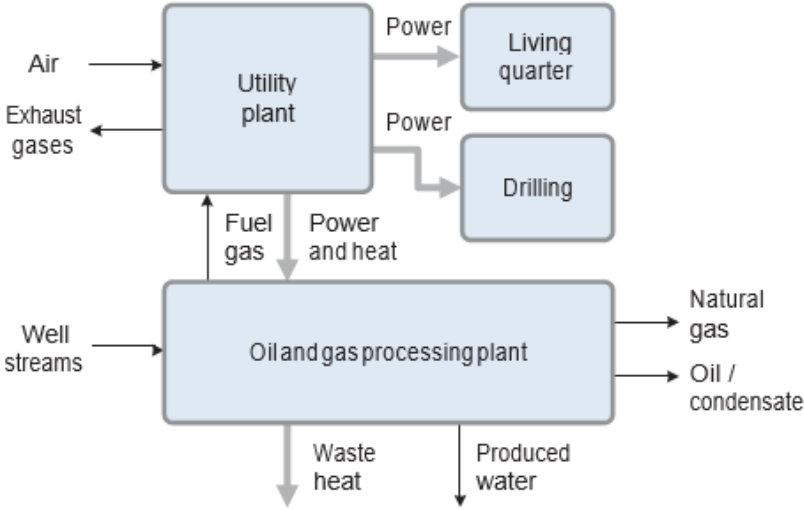 Power
Living
quarter
Air
Utility
plant
Exhaust
gases
Power
Drilling
Fuel
gas
Power
and heat
Natural
gas
Well
streams
Oil and gas processing plant
Oil /
condensate
Waste
heat
Produced
water